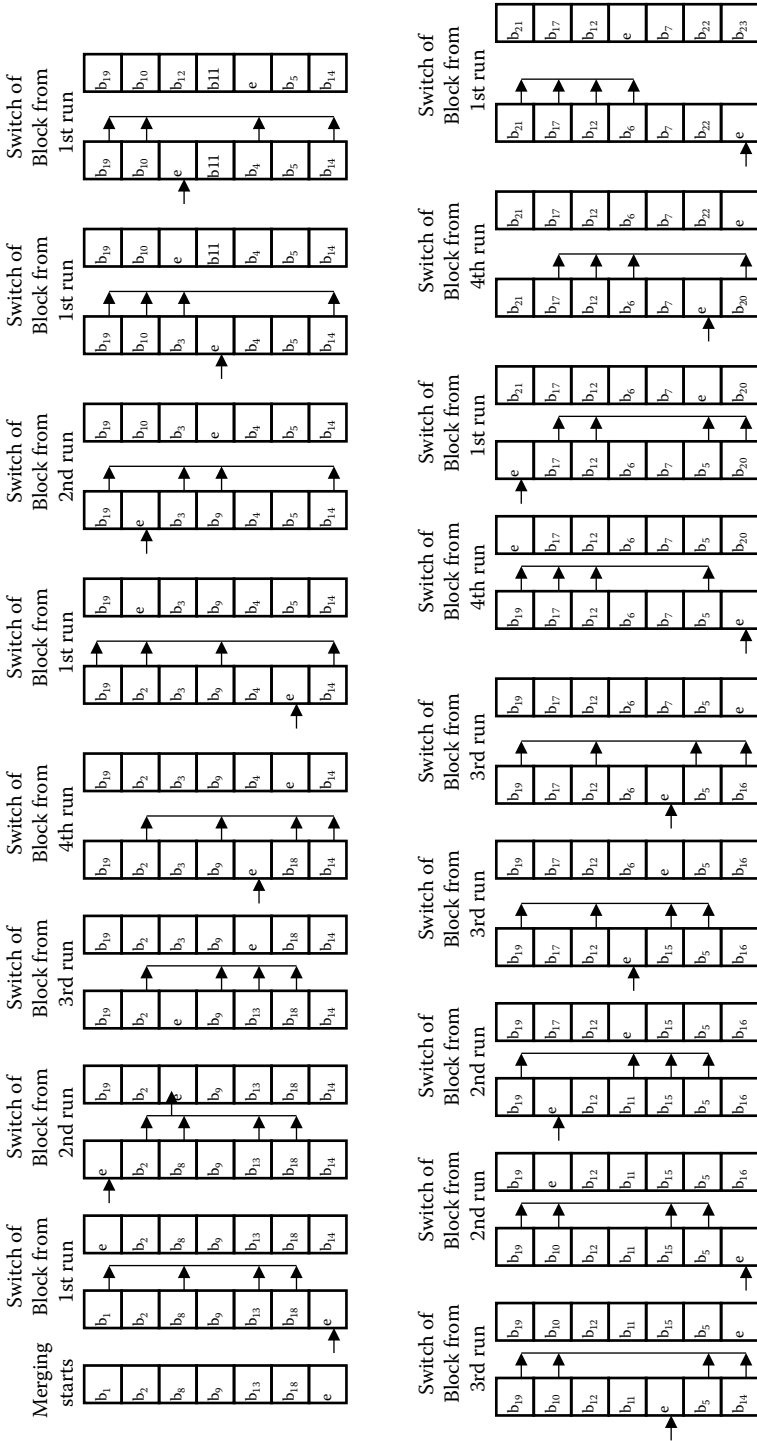 Merging Switch of Switch of Switch of Switch of Switch of Switch of Switch of Switch of
starts Block from Block from Block from Block from Block from Block from Block from Block from
1st run 2nd run 3rd run 4th run 1st run 2nd run 1st run 1st run
b₁ b₁ e e b₁₉ b₁₉ b₁₉ b₁₉ b₁₉ b₁₉ b₁₉ b₁₉ b₁₉ b₁₉ b₁₉ b₁₉ b₁₉
b₂ b₂ b₂ b₂ b₂ b₂ b₂ b₂ b₂ b₂ e e b₁₀ b₁₀ b₁₀ b₁₀ b₁₀
b₈ b₈ b₈ b₈ e e b₃ b₃ b₃ b₃ b₃ b₃ b₃ b₃ e e b₁₂
b₉ b₉ b₉ b₉ b₉ b₉ b₉ b₉ b₉ b₉ b₉ b₉ e e b11 b11 b11
b₁₃ b₁₃ b₁₃ b₁₃ b₁₃ b₁₃ e e b₄ b₄ b₄ b₄ b₄ b₄ b₄ b₄ e
b₁₈ b₁₈ b₁₈ b₁₈ b₁₈ b₁₈ b₁₈ b₁₈ e e b₅ b₅ b₅ b₅ b₅ b₅ b₅
e e b₁₄ b₁₄ b₁₄ b₁₄ b₁₄ b₁₄ b₁₄ b₁₄ b₁₄ b₁₄ b₁₄ b₁₄ b₁₄ b₁₄ b₁₄
Switch of Switch of Switch of Switch of Switch of Switch of Switch of Switch of Switch of
Block from Block from Block from Block from Block from Block from Block from Block from Block from
3rd run 2nd run 2nd run 3rd run 3rd run 4th run 1st run 4th run 1st run
b₁₉ b₁₉ b₁₉ b₁₉ b₁₉ b₁₉ b₁₉ b₁₉ b₁₉ b₁₉ b₁₉ e e b₂₁ b₂₁ b₂₁ b₂₁ b₂₁
b₁₀ b₁₀ b₁₀ e e b₁₇ b₁₇ b₁₇ b₁₇ b₁₇ b₁₇ b₁₇ b₁₇ b₁₇ b₁₇ b₁₇ b₁₇ b₁₇
b₁₂ b₁₂ b₁₂ b₁₂ b₁₂ b₁₂ b₁₂ b₁₂ b₁₂ b₁₂ b₁₂ b₁₂ b₁₂ b₁₂ b₁₂ b₁₂ b₁₂ b₁₂
b₁₁ b₁₁ b₁₁ b₁₁ b₁₁ e e b₆ b₆ b₆ b₆ b₆ b₆ b₆ b₆ b₆ b₆ e
e b₁₅ b₁₅ b₁₅ b₁₅ b₁₅ b₁₅ e e b₇ b₇ b₇ b₇ b₇ b₇ b₇ b₇ b₇
b₅ b₅ b₅ b₅ b₅ b₅ b₅ b₅ b₅ b₅ b₅ b₅ b₅ e e b₂₂ b₂₂ b₂₂
b₁₄ e e b₁₆ b₁₆ b₁₆ b₁₆ b₁₆ b₁₆ e e b₂₀ b₂₀ b₂₀ b₂₀ e e b₂₃